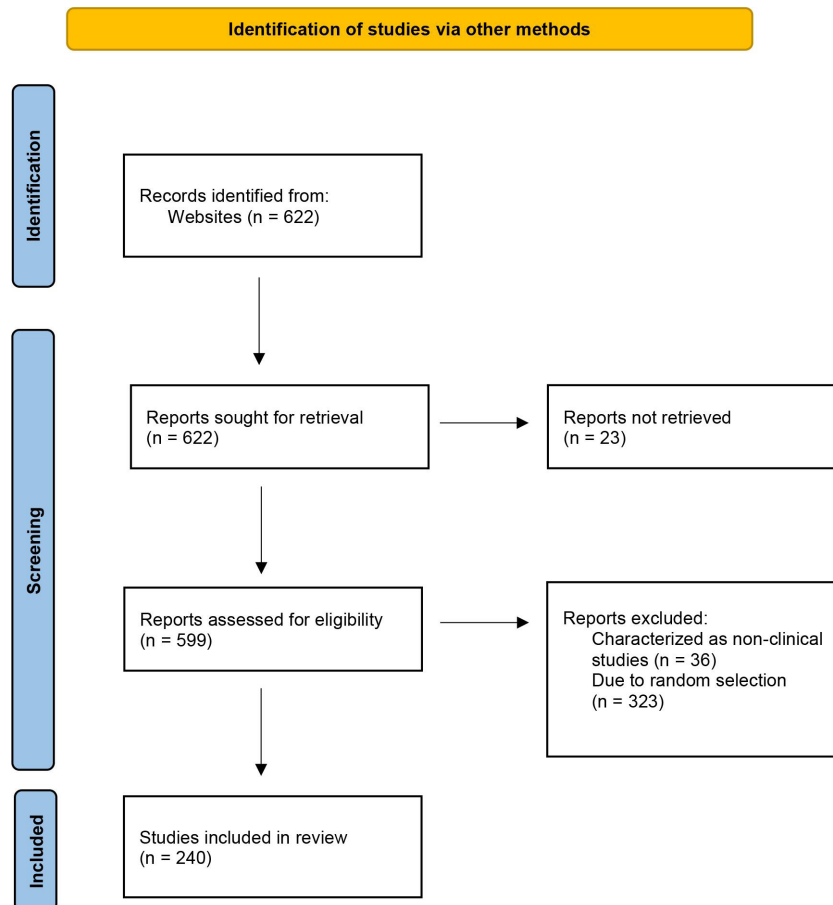 Identification of studies via other methods
Identification
Records identified from:
Websites (n = 622)
Screening
Reports sought for retrieval
(n = 622)
Reports not retrieved
(n = 23)
Reports assessed for eligibility
(n = 599)
Reports excluded:
Characterized as non-clinical
studies (n = 36)
Due to random selection
(n = 323)
Included
Studies included in review
(n = 240)